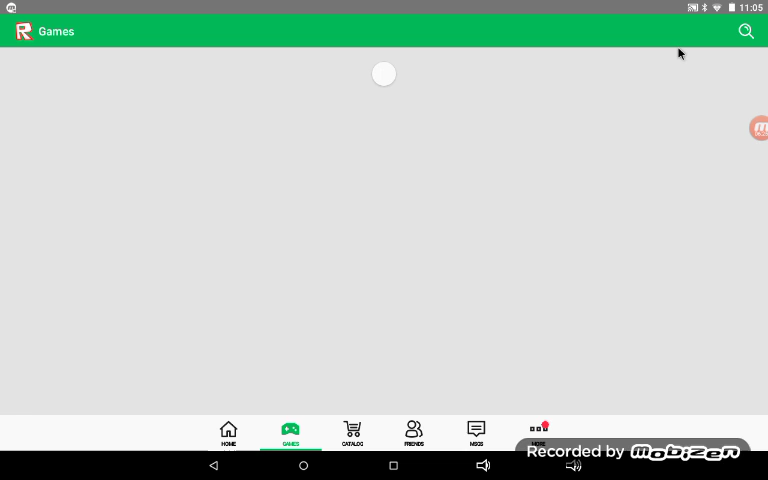 11:05
R Games
HOME GAMES CATALOG FRIENDS MSGS MORE
Recorded by mobizen